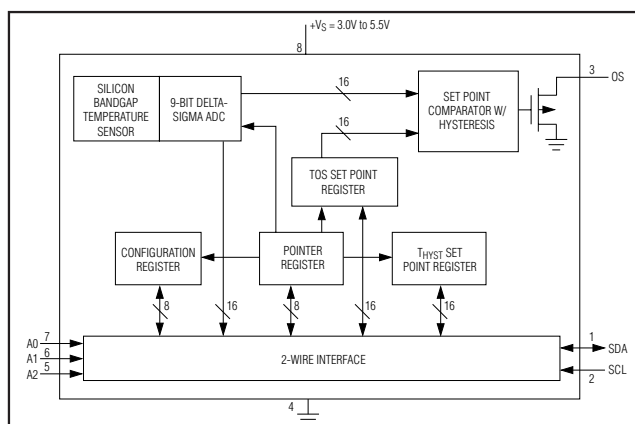 +VS = 3.0V to 5.5V
8
3
OS
SILICON
BANDGAP
TEMPERATURE
SENSOR
9-BIT DELTA-
SIGMA ADC
16
SET POINT
COMPARATOR W/
HYSTERESIS
16
TOS SET POINT
REGISTER
CONFIGURATION
REGISTER
POINTER
REGISTER
THYST SET
POINT REGISTER
8
16
8
16
16
A0
7
A1
6
A2
5
2-WIRE INTERFACE
1
SDA
SCL
2
4